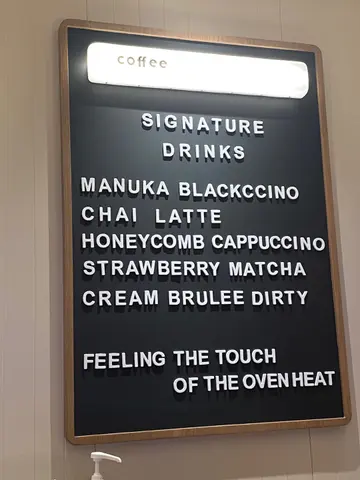 coffee
SIGNATURE
DRINKS
MANUKA BLACKCCINO
CHAI LATTE
HONEYCOMB CAPPUCCINO
STRAWBERRY MATCHA
CREAM BRULEE DIRTY
FEELING THE TOUCH
OF THE OVEN HEAT